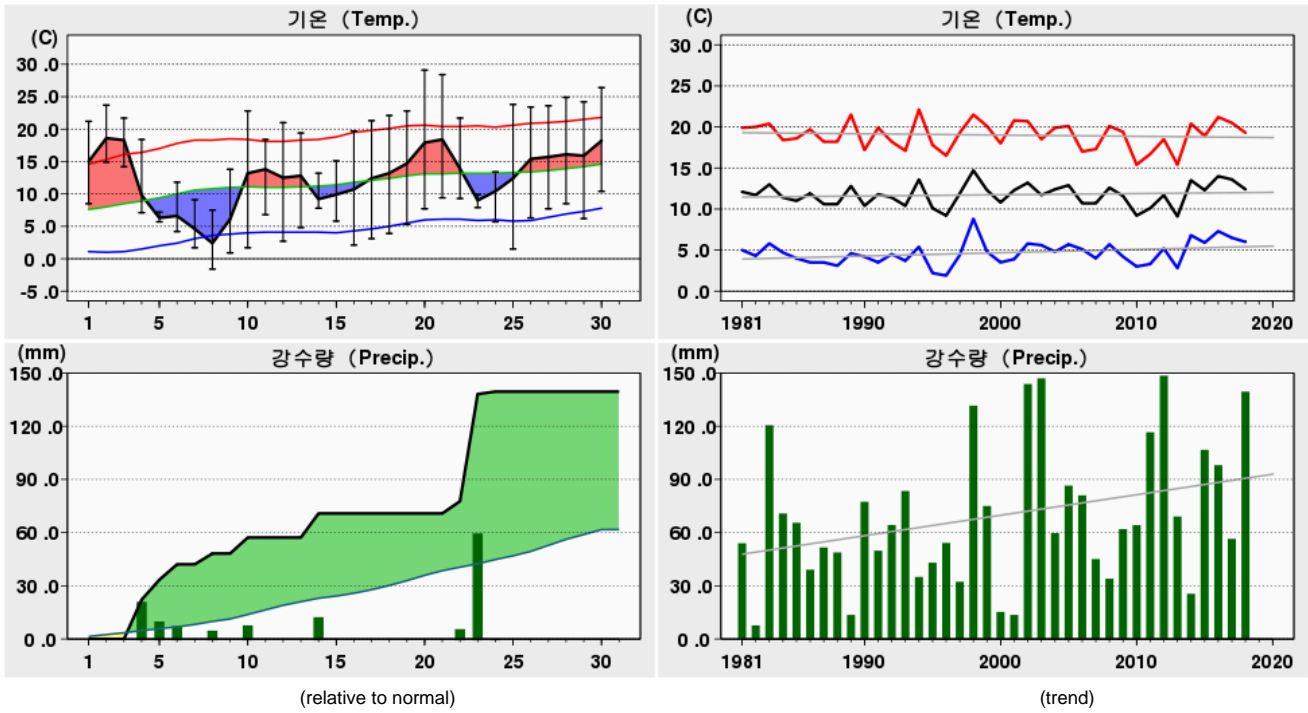 기온 (Temp.)
(C)
30 .0
25 .0
20 .0
15 .0
10 .0
5 .0
0 .0
-5 .0
1 5 10 15 20 25 30
기온 (Temp.)
(C)
30 .0
25 .0
20 .0
15 .0
10 .0
5 .0
0 .0
1981 1990 2000 2010 2020
강수량 (Precip.)
(mm)
150 .0
120 .0
90 .0
60 .0
30 .0
0 .0
1 5 10 15 20 25 30
(relative to normal)
강수량 (Precip.)
(mm)
150 .0
120 .0
90 .0
60 .0
30 .0
0 .0
1981 1990 2000 2010 2020
(trend)